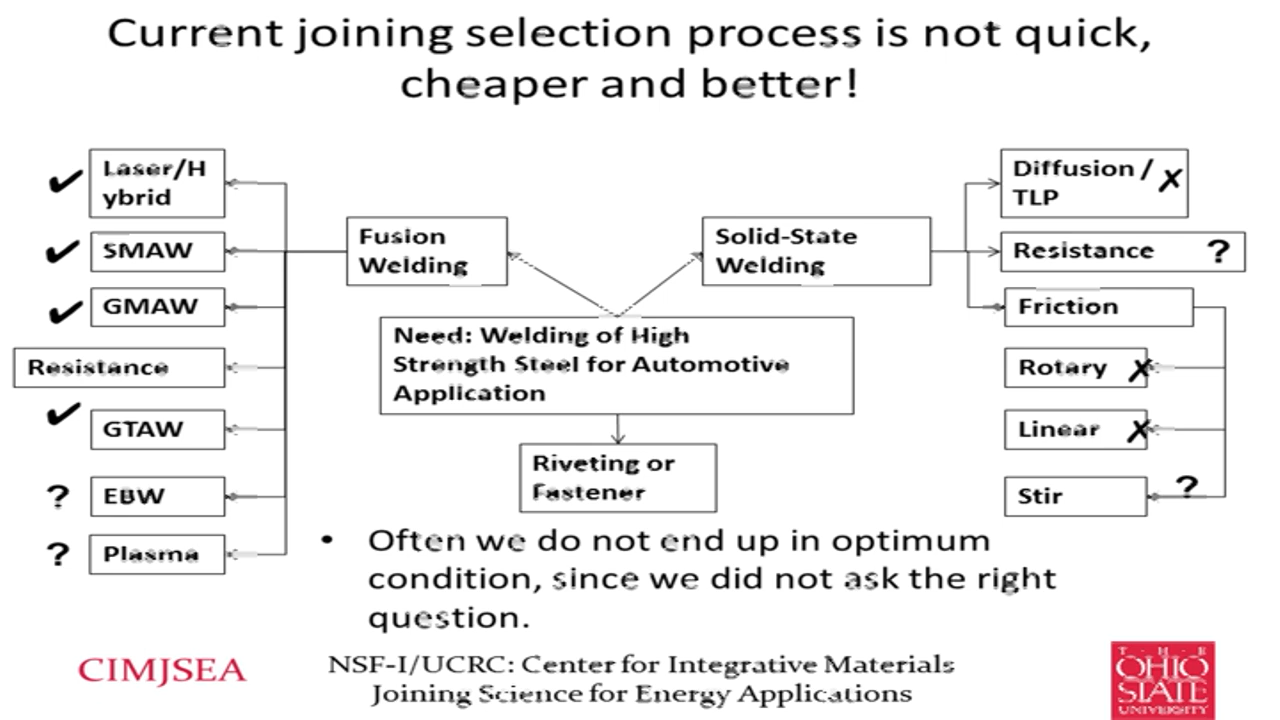 Current joining selection process is not quick,
cheaper and better!
Laser/H
ybrid
SMAW
GMAW
Resistance
GTAW
? EBW
? Plasma
Fusion
Welding
Solid-State
Welding
Need: Welding of High
Strength Steel for Automotive
Application
Riveting or
Fastener
Diffusion /
TLP
Resistance ?
Friction
Rotary
Linear
Stir ?
• Often we do not end up in optimum
condition, since we did not ask the right
question.
CIMJSEA
NSF-I/UCRC: Center for Integrative Materials
Joining Science for Energy Applications
T · H · E
OHIO
STATE
UNIVERSITY